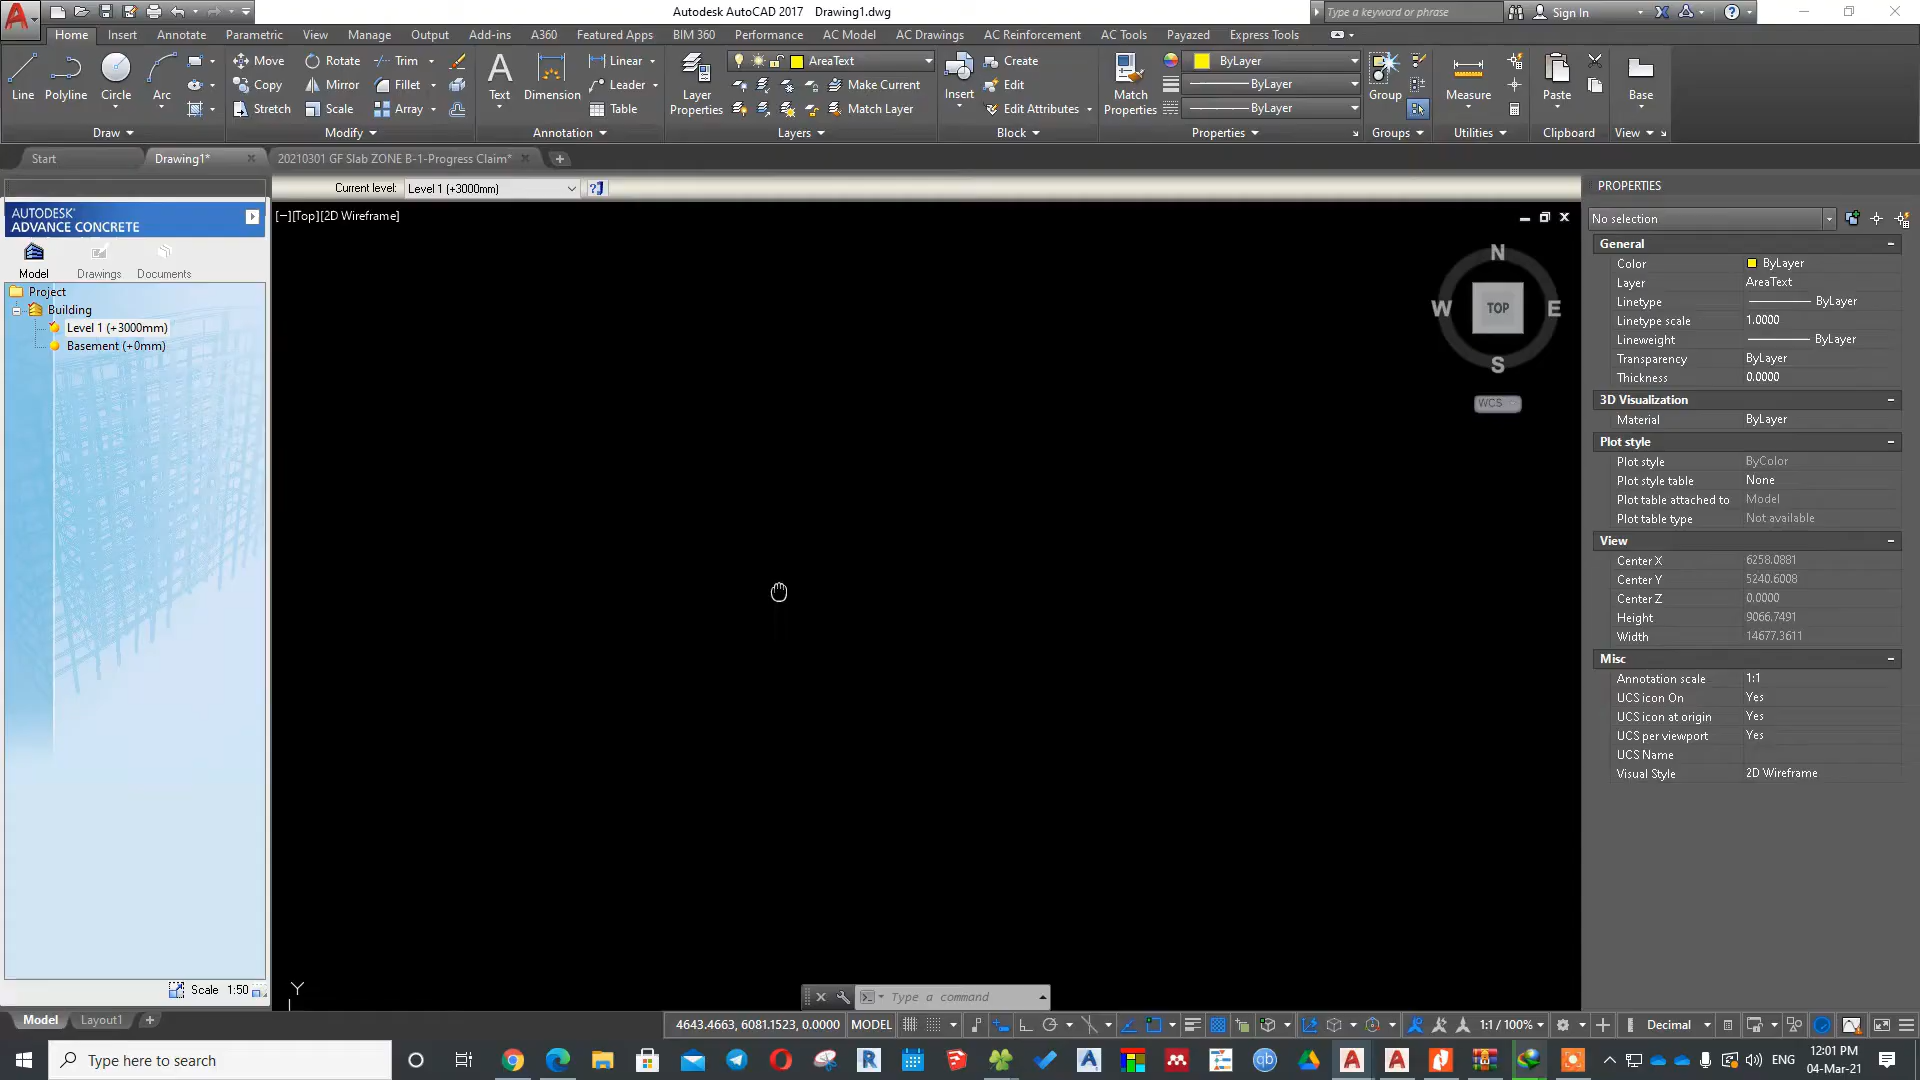 Autodesk AutoCAD 2017 Drawing1.dwg
Type a keyword or phrase
Sign In
Home Insert Annotate Parametric View Manage Output Add-ins A360 Featured Apps BIM 360 Performance AC Model AC Drawings AC Reinforcement AC Tools Payazed Express Tools
Line Polyline Circle Arc
Move Rotate Trim
Copy Mirror Fillet
Stretch Scale Array
Text Dimension
Linear
Leader
Table
Layer Properties
AreaText
Make Current
Match Layer
Insert
Create
Edit
Edit Attributes
Match Properties
ByLayer
ByLayer
ByLayer
Group
Measure
Paste
Base
Draw Modify Annotation Layers Block Properties Groups Utilities Clipboard View
Start Drawing1* 20210301 GF Slab ZONE B-1-Progress Claim*
Current level: Level 1 (+3000mm)
AUTODESK®
ADVANCE CONCRETE
Model Drawings Documents
Project
Building
Level 1 (+3000mm)
Basement (+0mm)
Scale 1:50
[−][Top][2D Wireframe]
N
W TOP E
S
WCS
Y
PROPERTIES
No selection
General
Color ByLayer
Layer AreaText
Linetype ByLayer
Linetype scale 1.0000
Lineweight ByLayer
Transparency ByLayer
Thickness 0.0000
3D Visualization
Material ByLayer
Plot style
Plot style ByColor
Plot style table None
Plot table attached to Model
Plot table type Not available
View
Center X 6258.0881
Center Y 5240.6008
Center Z 0.0000
Height 9066.7491
Width 14677.3611
Misc
Annotation scale 1:1
UCS icon On Yes
UCS icon at origin Yes
UCS per viewport Yes
UCS Name
Visual Style 2D Wireframe
Type a command
Model Layout1
4643.4663, 6081.1523, 0.0000 MODEL
1:1 / 100%
Decimal
Type here to search
ENG
12:01 PM
04-Mar-21